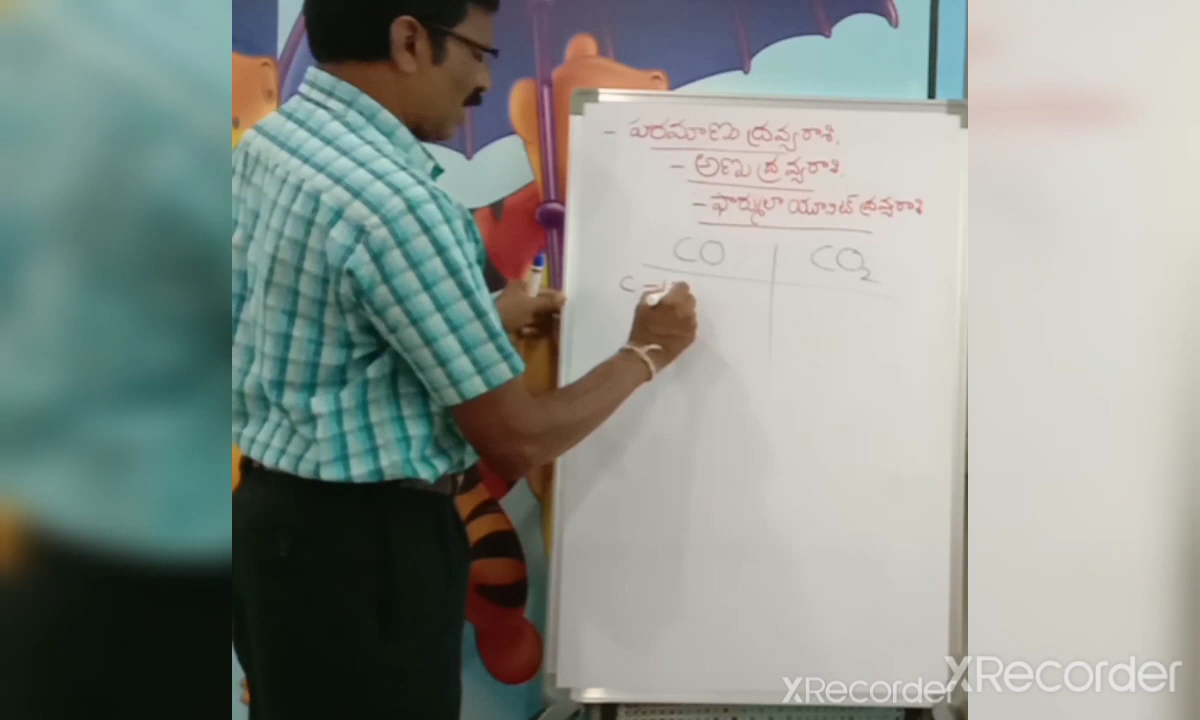 - పరమాణు ద్రవ్యరాశి.
- అణు ద్రవ్యరాశి.
- ఫార్ములా యూనిట్ ద్రవ్యరాశి
CO | CO₂
C =
XRecorder XRecorder